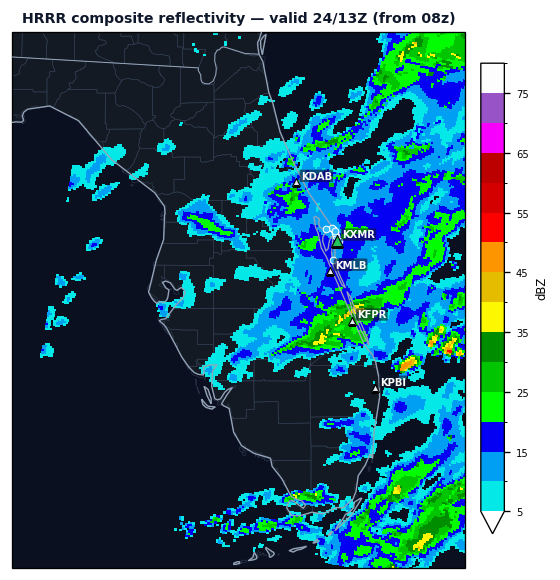 HRRR composite reflectivity — valid 24/13Z (from 08z)
KDAB
KXMR
KMLB
KFPR
KPBI
75
65
55
45
35
25
15
5
dBZ